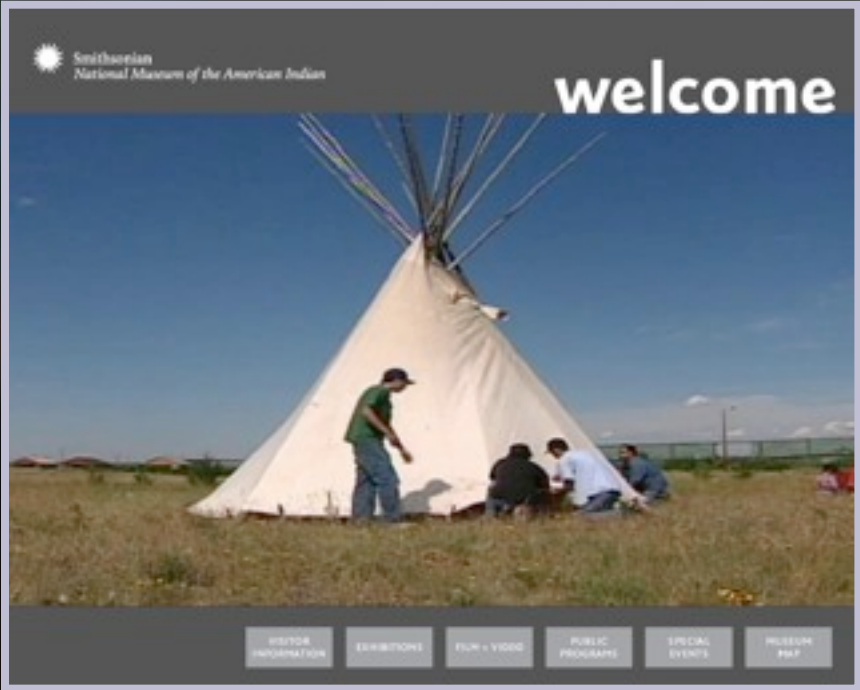 Smithsonian
National Museum of the American Indian
welcome
VISITOR
INFORMATION
EXHIBITIONS
FILM + VIDEO
PUBLIC
PROGRAMS
SPECIAL
EVENTS
MUSEUM
MAP